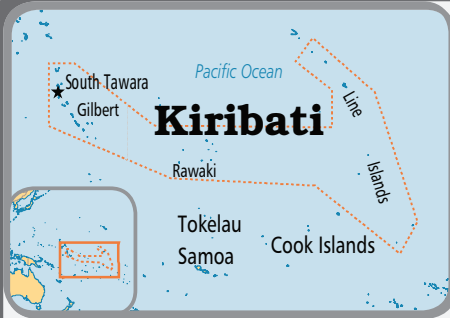 Pacific Ocean
South Tawara
Gilbert
Kiribati
Line
Islands
Rawaki
Tokelau
Samoa
Cook Islands